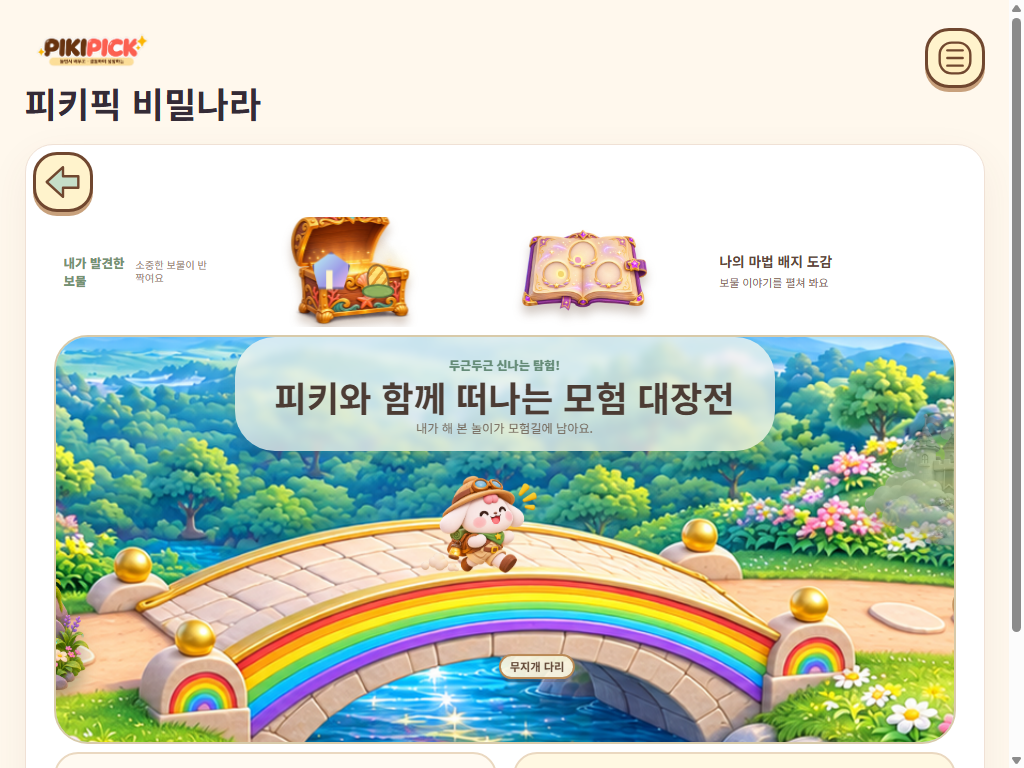 PIKIPICK
피키픽 비밀나라
내가 발견한
보물
소중한 보물이 반
짝여요
나의 마법 배지 도감
보물 이야기를 펼쳐 봐요
두근두근 신나는 탐험!
피키와 함께 떠나는 모험 대장전
내가 해 본 놀이가 모험길에 남아요.
무지개 다리